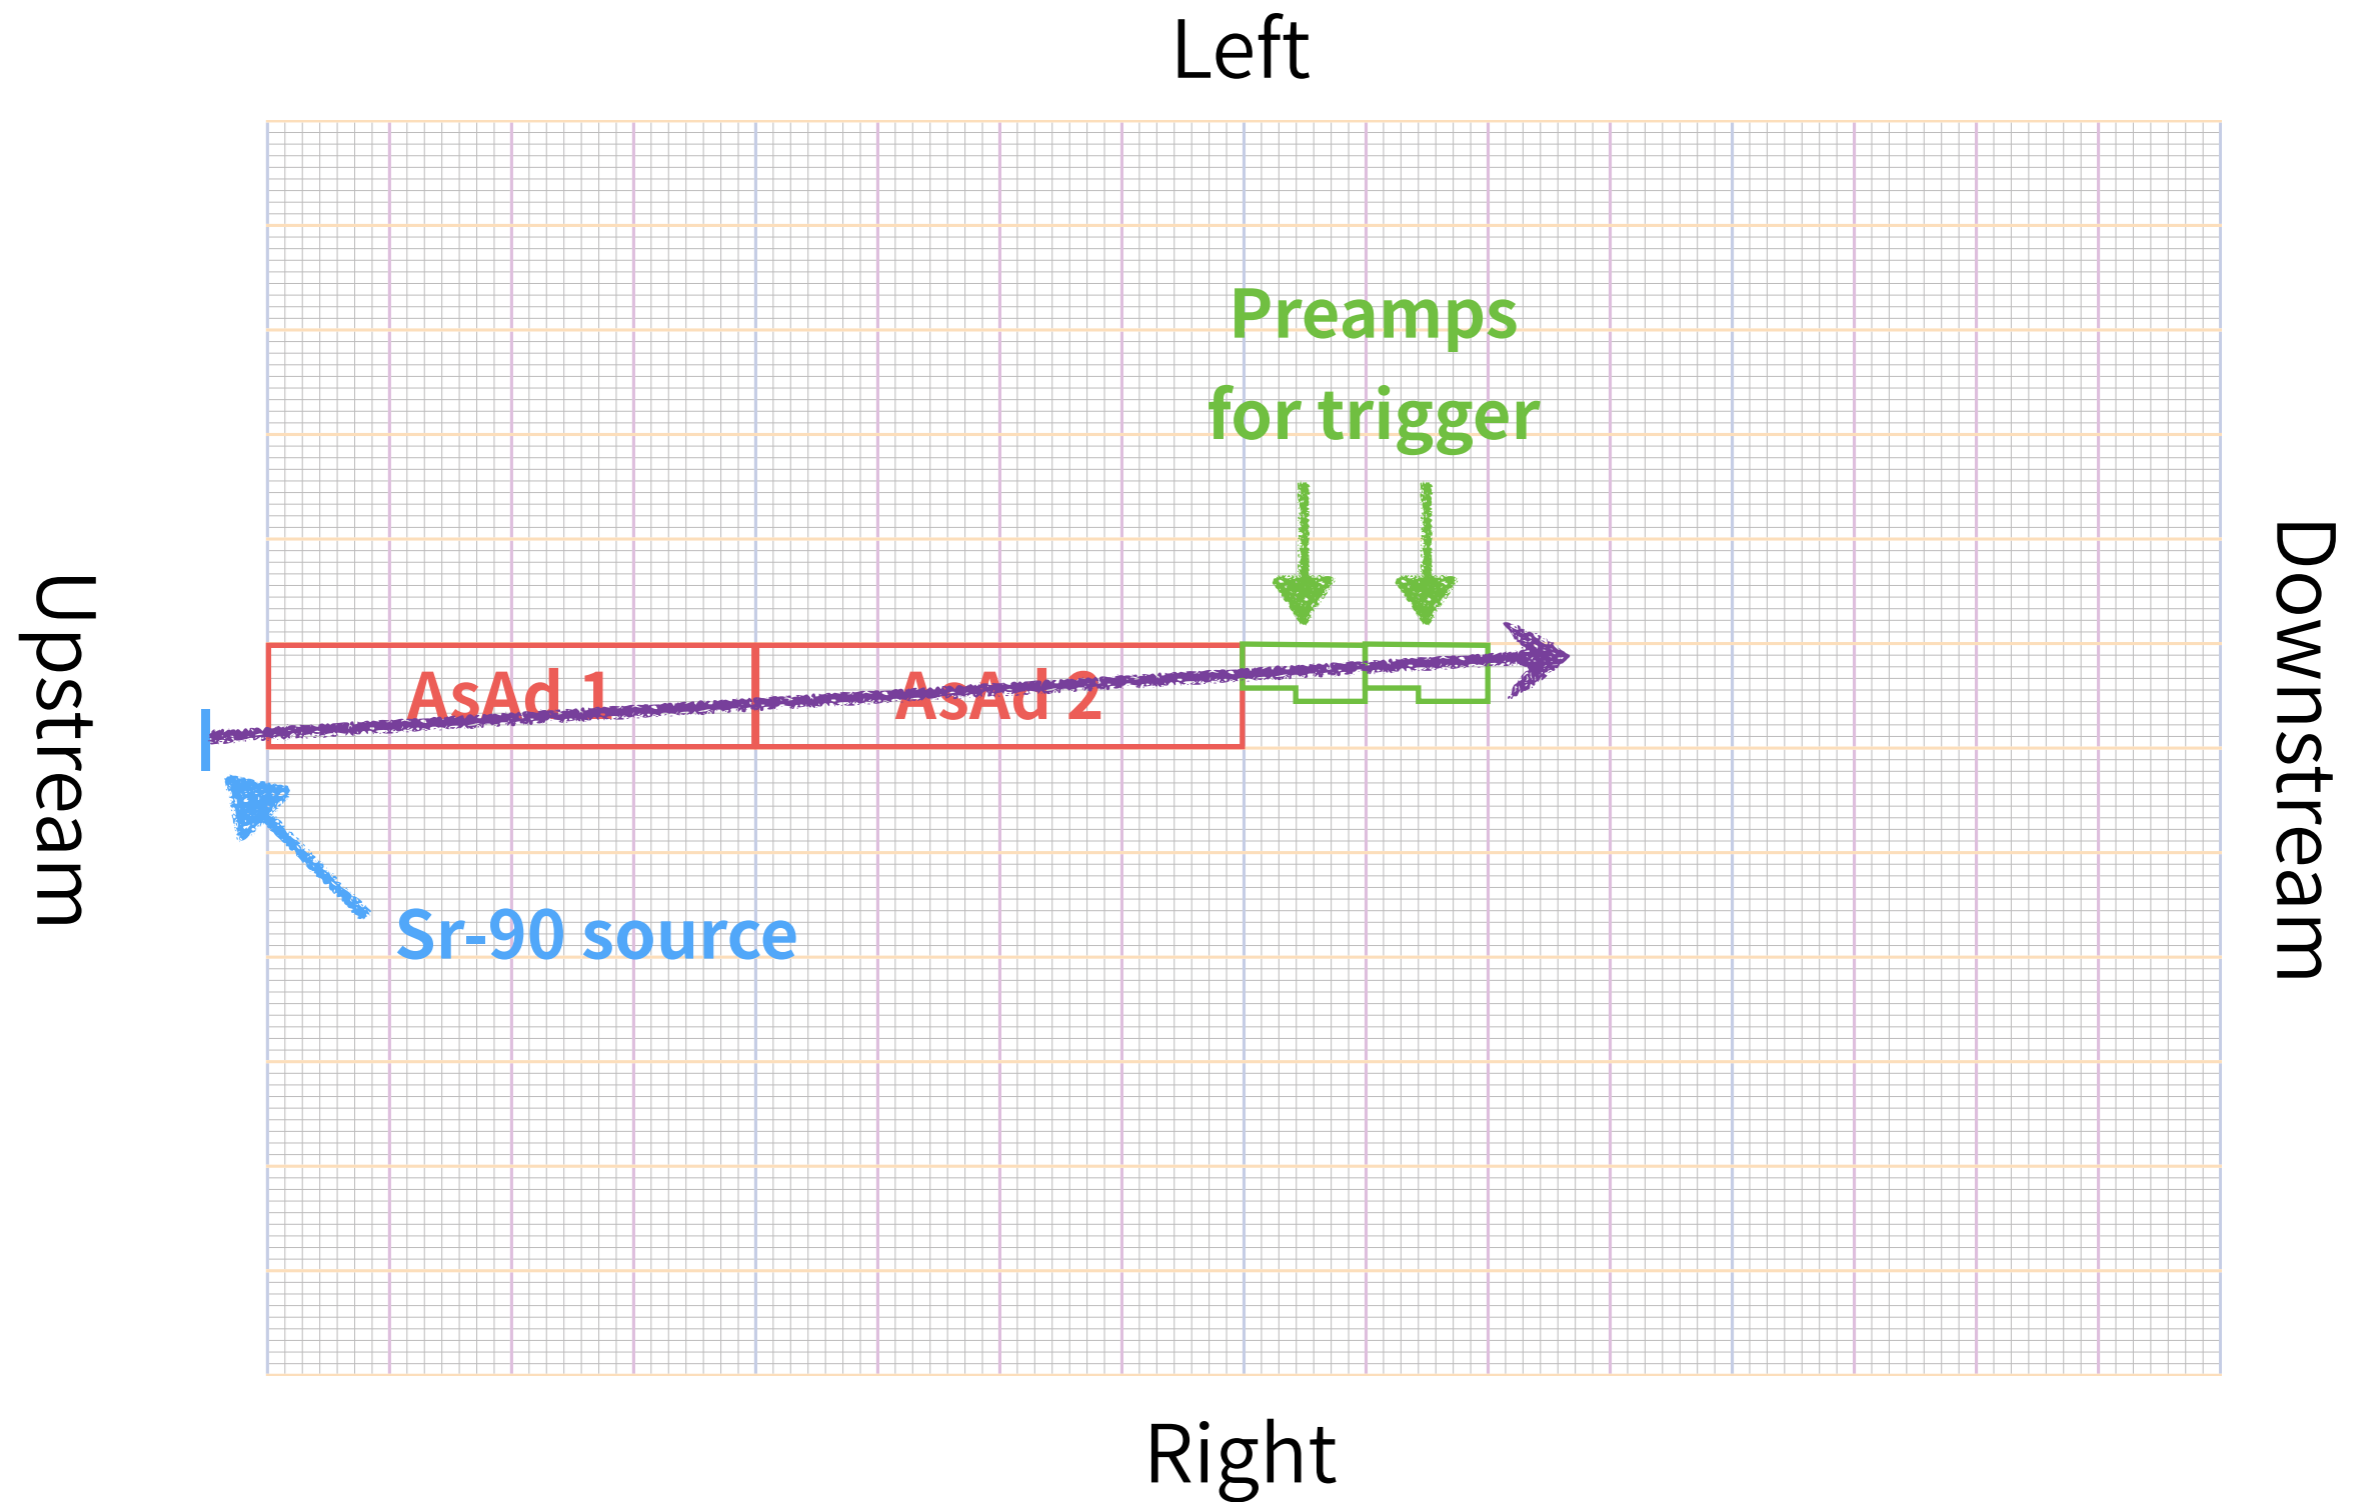 Left
Preamps
for trigger
Upstream
AsAd 1
AsAd 2
Downstream
Sr-90 source
Right